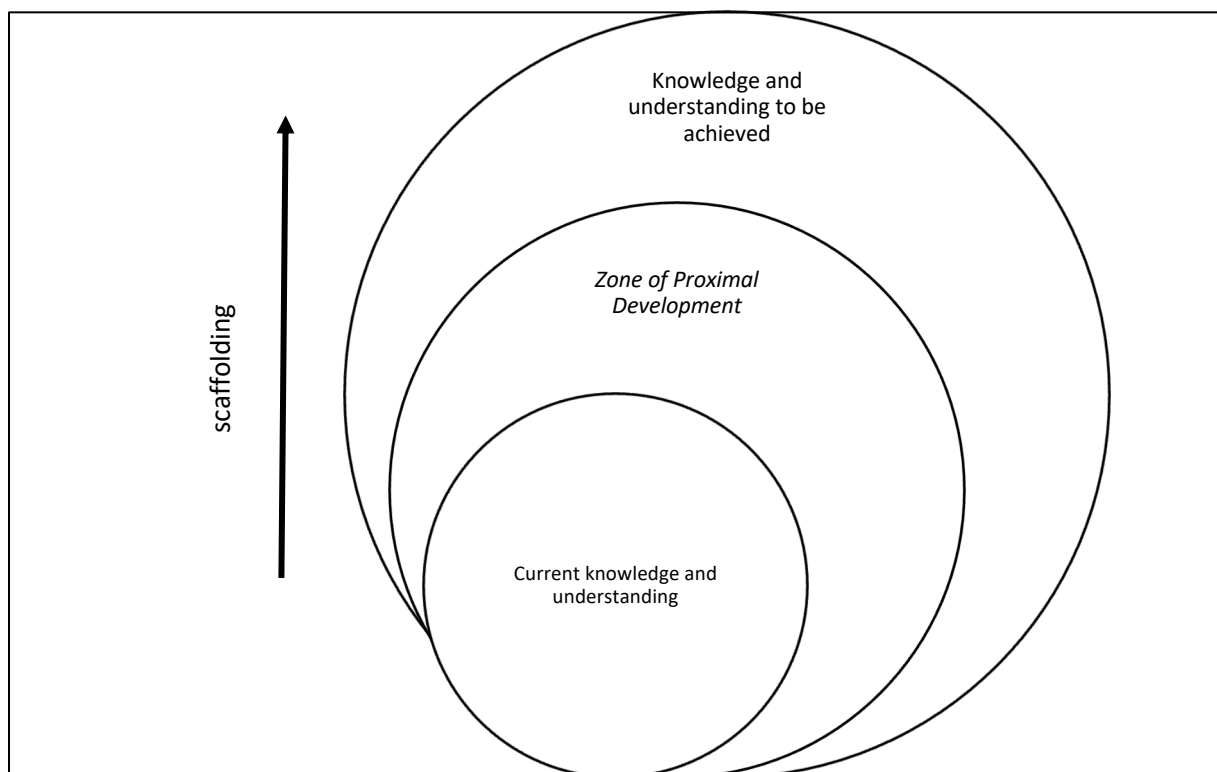 Knowledge and
understanding to be
achieved
Zone of Proximal
Development
scaffolding
Current knowledge and
understanding